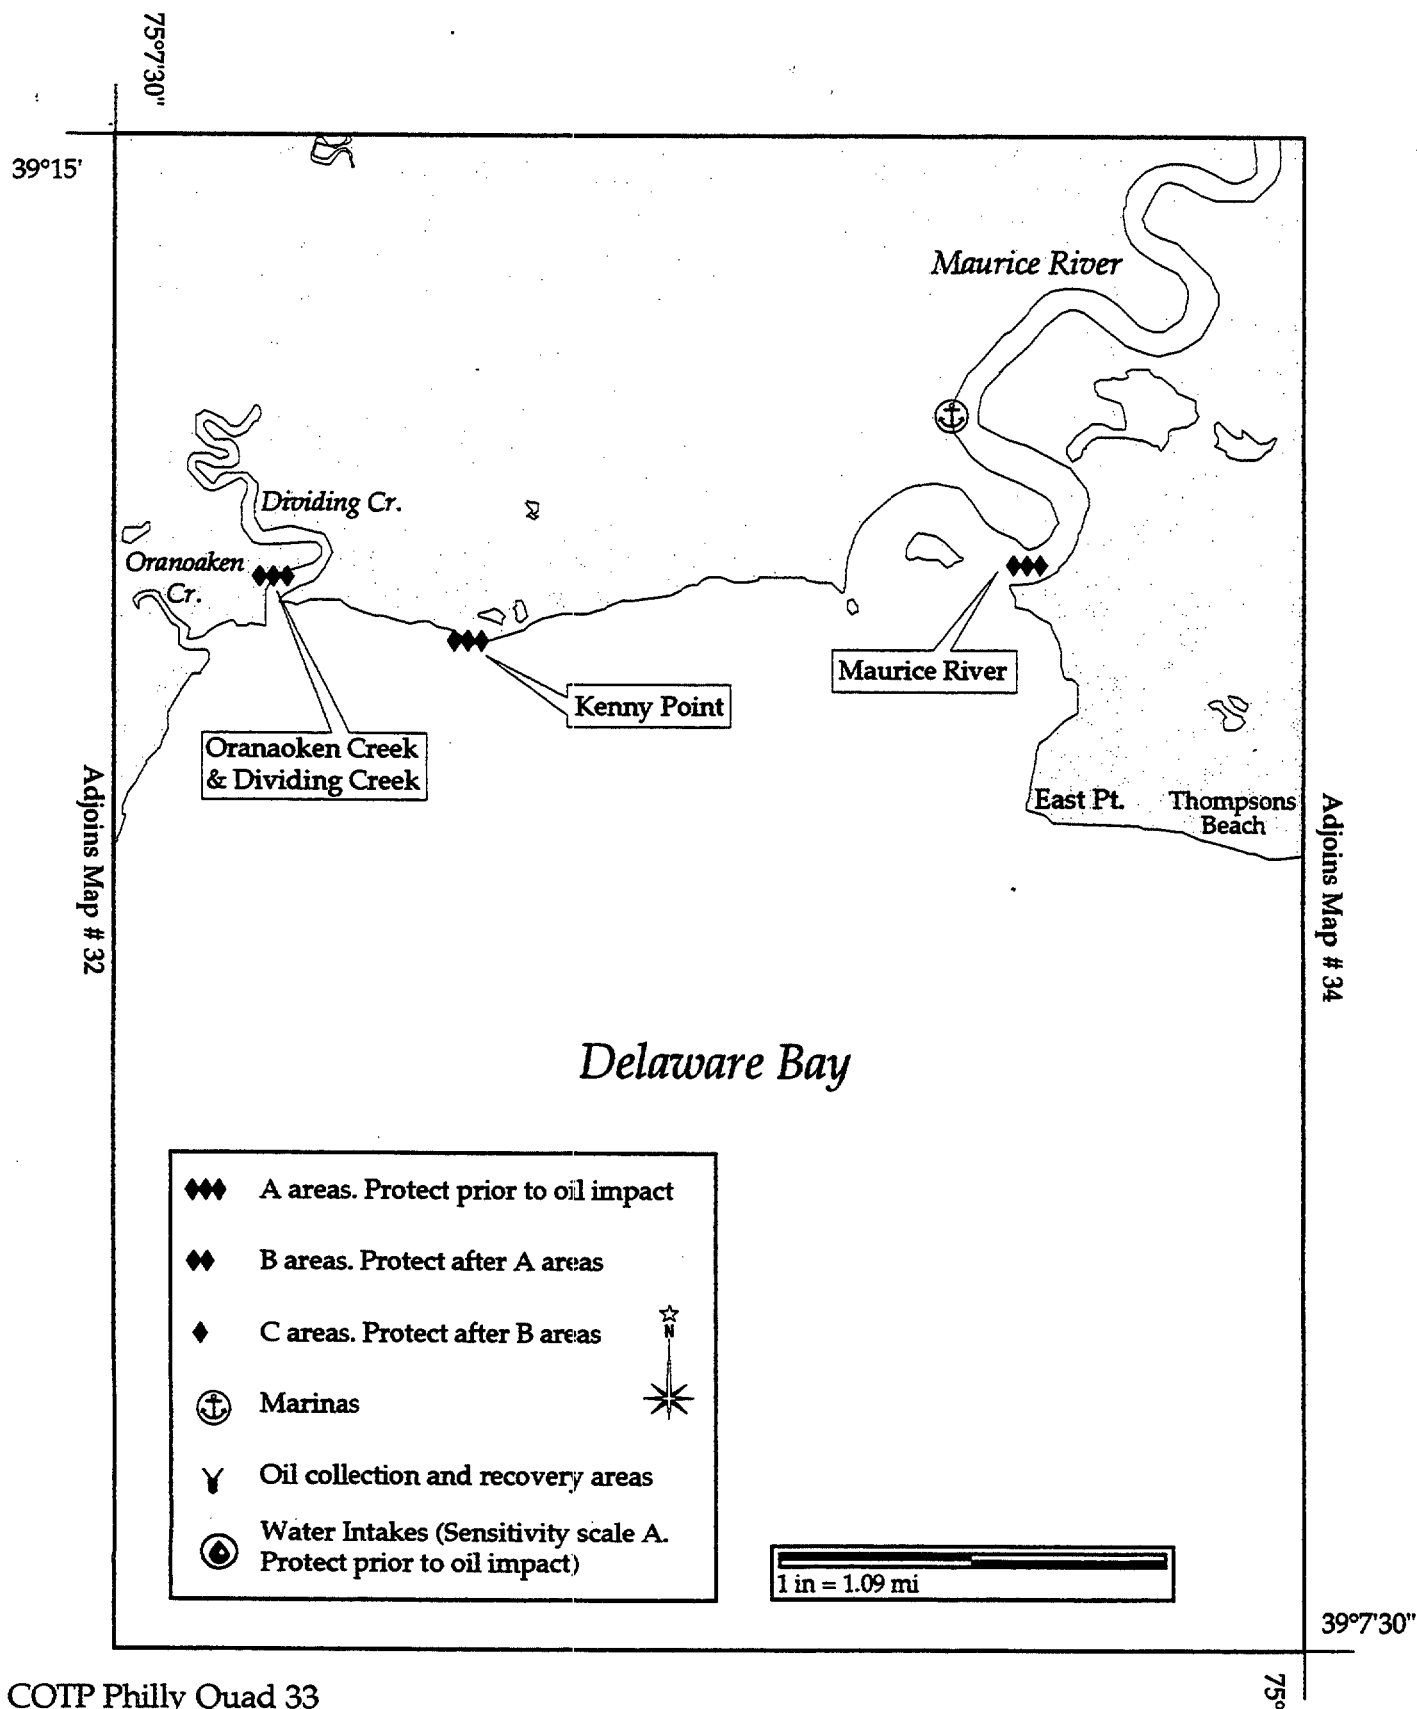 75°7'30"
39°15'
Maurice River
Dividing Cr.
Oranoaken
Cr.
Maurice River
Kenny Point
Oranaoken Creek
& Dividing Creek
East Pt.
Thompsons
Beach
Adjoins Map # 32
Adjoins Map # 34
Delaware Bay
A areas. Protect prior to oil impact
B areas. Protect after A areas
C areas. Protect after B areas
N
Marinas
Oil collection and recovery areas
Water Intakes (Sensitivity scale A.
Protect prior to oil impact)
1 in = 1.09 mi
39°7'30"
75°
COTP Philly Quad 33